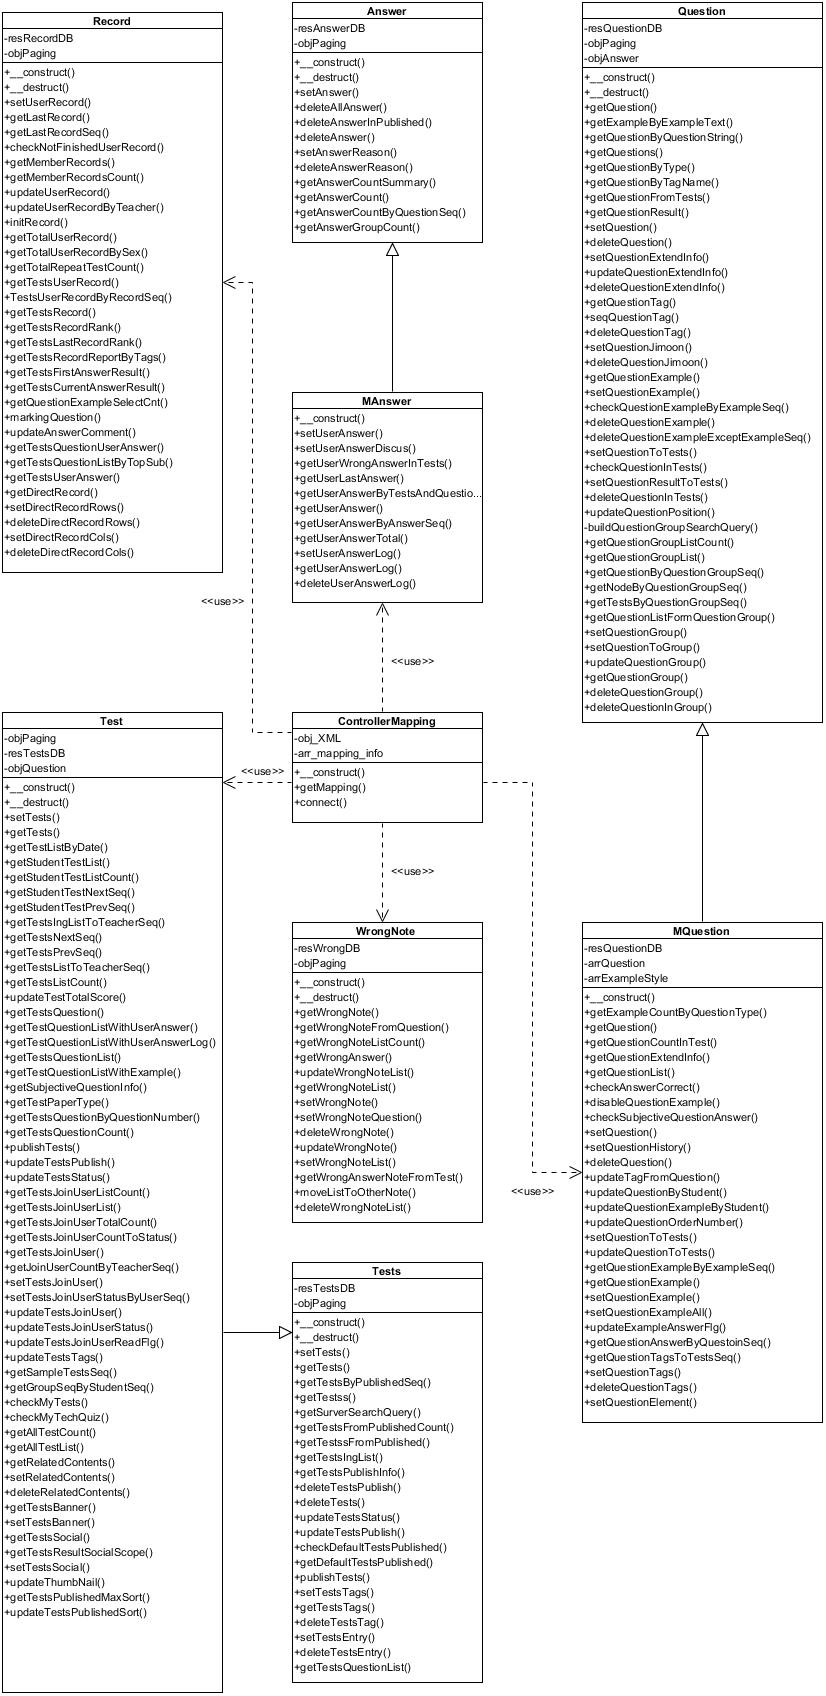 Record
-resRecordDB
-objPaging
+__construct()
+__destruct()
+setUserRecord()
+getLastRecord()
+getLastRecordSeq()
+checkNotFinishedUserRecord()
+getMemberRecords()
+getMemberRecordsCount()
+updateUserRecord()
+updateUserRecordByTeacher()
+initRecord()
+getTotalUserRecord()
+getTotalUserRecordBySex()
+getTotalRepeatTestCount()
+getTestsUserRecord()
+TestsUserRecordByRecordSeq()
+getTestsRecord()
+getTestsRecordRank()
+getTestsLastRecordRank()
+getTestsRecordReportByTags()
+getTestsFirstAnswerResult()
+getTestsCurrentAnswerResult()
+getQuestionExampleSelectCnt()
+markingQuestion()
+updateAnswerComment()
+getTestsQuestionUserAnswer()
+getTestsQuestionListByTopSub()
+getTestsUserAnswer()
+getDirectRecord()
+setDirectRecordRows()
+deleteDirectRecordRows()
+setDirectRecordCols()
+deleteDirectRecordCols()
Answer
-resAnswerDB
-objPaging
+__construct()
+__destruct()
+setAnswer()
+deleteAllAnswer()
+deleteAnswerInPublished()
+deleteAnswer()
+setAnswerReason()
+deleteAnswerReason()
+getAnswerCountSummary()
+getAnswerCount()
+getAnswerCountByQuestionSeq()
+getAnswerGroupCount()
Question
-resQuestionDB
-objPaging
-objAnswer
+__construct()
+__destruct()
+getQuestion()
+getExampleByExampleText()
+getQuestionByQuestionString()
+getQuestions()
+getQuestionByType()
+getQuestionByTagName()
+getQuestionFromTests()
+getQuestionResult()
+setQuestion()
+deleteQuestion()
+setQuestionExtendInfo()
+updateQuestionExtendInfo()
+deleteQuestionExtendInfo()
+getQuestionTag()
+seqQuestionTag()
+deleteQuestionTag()
+setQuestionJimoon()
+deleteQuestionJimoon()
+getQuestionExample()
+setQuestionExample()
+checkQuestionExampleByExampleSeq()
+deleteQuestionExample()
+deleteQuestionExampleExceptExampleSeq()
+setQuestionToTests()
+checkQuestionInTests()
+setQuestionResultToTests()
+deleteQuestionInTests()
+updateQuestionPosition()
-buildQuestionGroupSearchQuery()
+getQuestionGroupListCount()
+getQuestionGroupList()
+getQuestionByQuestionGroupSeq()
+getNodeByQuestionGroupSeq()
+getTestsByQuestionGroupSeq()
+getQuestionListFormQuestionGroup()
+setQuestionGroup()
+setQuestionToGroup()
+updateQuestionGroup()
+getQuestionGroup()
+deleteQuestionGroup()
+deleteQuestionInGroup()
MAnswer
+__construct()
+setUserAnswer()
+setUserAnswerDiscus()
+getUserWrongAnswerInTests()
+getUserLastAnswer()
+getUserAnswerByTestsAndQuestio...
+getUserAnswer()
+getUserAnswerByAnswerSeq()
+getUserAnswerTotal()
+setUserAnswerLog()
+getUserAnswerLog()
+deleteUserAnswerLog()
<<use>>
<<use>>
ControllerMapping
-obj_XML
-arr_mapping_info
+__construct()
+getMapping()
+connect()
<<use>>
<<use>>
<<use>>
Test
-objPaging
-resTestsDB
-objQuestion
+__construct()
+__destruct()
+setTests()
+getTests()
+getTestListByDate()
+getStudentTestList()
+getStudentTestListCount()
+getStudentTestNextSeq()
+getStudentTestPrevSeq()
+getTestsIngListToTeacherSeq()
+getTestsNextSeq()
+getTestsPrevSeq()
+getTestsListToTeacherSeq()
+getTestsListCount()
+updateTestTotalScore()
+getTestsQuestion()
+getTestQuestionListWithUserAnswer()
+getTestQuestionListWithUserAnswerLog()
+getTestsQuestionList()
+getTestQuestionListWithExample()
+getSubjectiveQuestionInfo()
+getTestPaperType()
+getTestsQuestionByQuestionNumber()
+getTestsQuestionCount()
+publishTests()
+updateTestsPublish()
+updateTestsStatus()
+getTestsJoinUserListCount()
+getTestsJoinUserList()
+getTestsJoinUserTotalCount()
+getTestsJoinUserCountToStatus()
+getTestsJoinUser()
+getJoinUserCountByTeacherSeq()
+setTestsJoinUser()
+setTestsJoinUserStatusByUserSeq()
+updateTestsJoinUser()
+updateTestsJoinUserStatus()
+updateTestsJoinUserReadFlg()
+updateTestsTags()
+getSampleTestsSeq()
+getGroupSeqByStudentSeq()
+checkMyTests()
+checkMyTechQuiz()
+getAllTestCount()
+getAllTestList()
+getRelatedContents()
+setRelatedContents()
+deleteRelatedContents()
+getTestsBanner()
+setTestsBanner()
+getTestsSocial()
+getTestsResultSocialScope()
+setTestsSocial()
+updateThumbNail()
+getTestsPublishedMaxSort()
+updateTestsPublishedSort()
WrongNote
-resWrongDB
-objPaging
+__construct()
+__destruct()
+getWrongNote()
+getWrongNoteFromQuestion()
+getWrongNoteListCount()
+getWrongAnswer()
+updateWrongNoteList()
+getWrongNoteList()
+setWrongNote()
+setWrongNoteQuestion()
+deleteWrongNote()
+updateWrongNote()
+setWrongNoteList()
+getWrongAnswerNoteFromTest()
+moveListToOtherNote()
+deleteWrongNoteList()
Tests
-resTestsDB
-objPaging
+__construct()
+__destruct()
+setTests()
+getTests()
+getTestsByPublishedSeq()
+getTestss()
+getSurverSearchQuery()
+getTestsFromPublishedCount()
+getTestssFromPublished()
+getTestsIngList()
+getTestsPublishInfo()
+deleteTestsPublish()
+deleteTests()
+updateTestsStatus()
+updateTestsPublish()
+checkDefaultTestsPublished()
+getDefaultTestsPublished()
+publishTests()
+setTestsTags()
+getTestsTags()
+deleteTestsTag()
+setTestsEntry()
+deleteTestsEntry()
+getTestsQuestionList()
MQuestion
-resQuestionDB
-arrQuestion
-arrExampleStyle
+__construct()
+getExampleCountByQuestionType()
+getQuestion()
+getQuestionCountInTest()
+getQuestionExtendInfo()
+getQuestionList()
+checkAnswerCorrect()
+disableQuestionExample()
+checkSubjectiveQuestionAnswer()
+setQuestion()
+setQuestionHistory()
+deleteQuestion()
+updateTagFromQuestion()
+updateQuestionByStudent()
+updateQuestionExampleByStudent()
+updateQuestionOrderNumber()
+setQuestionToTests()
+updateQuestionToTests()
+getQuestionExampleByExampleSeq()
+getQuestionExample()
+setQuestionExample()
+setQuestionExampleAll()
+updateExampleAnswerFlg()
+getQuestionAnswerByQuestoinSeq()
+getQuestionTagsToTestsSeq()
+setQuestionTags()
+deleteQuestionTags()
+setQuestionElement()